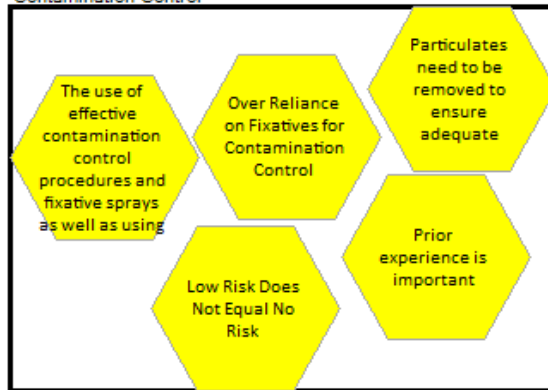 Contamination Control
The use of
effective
contamination
control
procedures and
fixative sprays
as well as using
Over Reliance
on Fixatives for
Contamination
Control
Particulates
need to be
removed to
ensure
adequate
Low Risk Does
Not Equal No
Risk
Prior
experience is
important